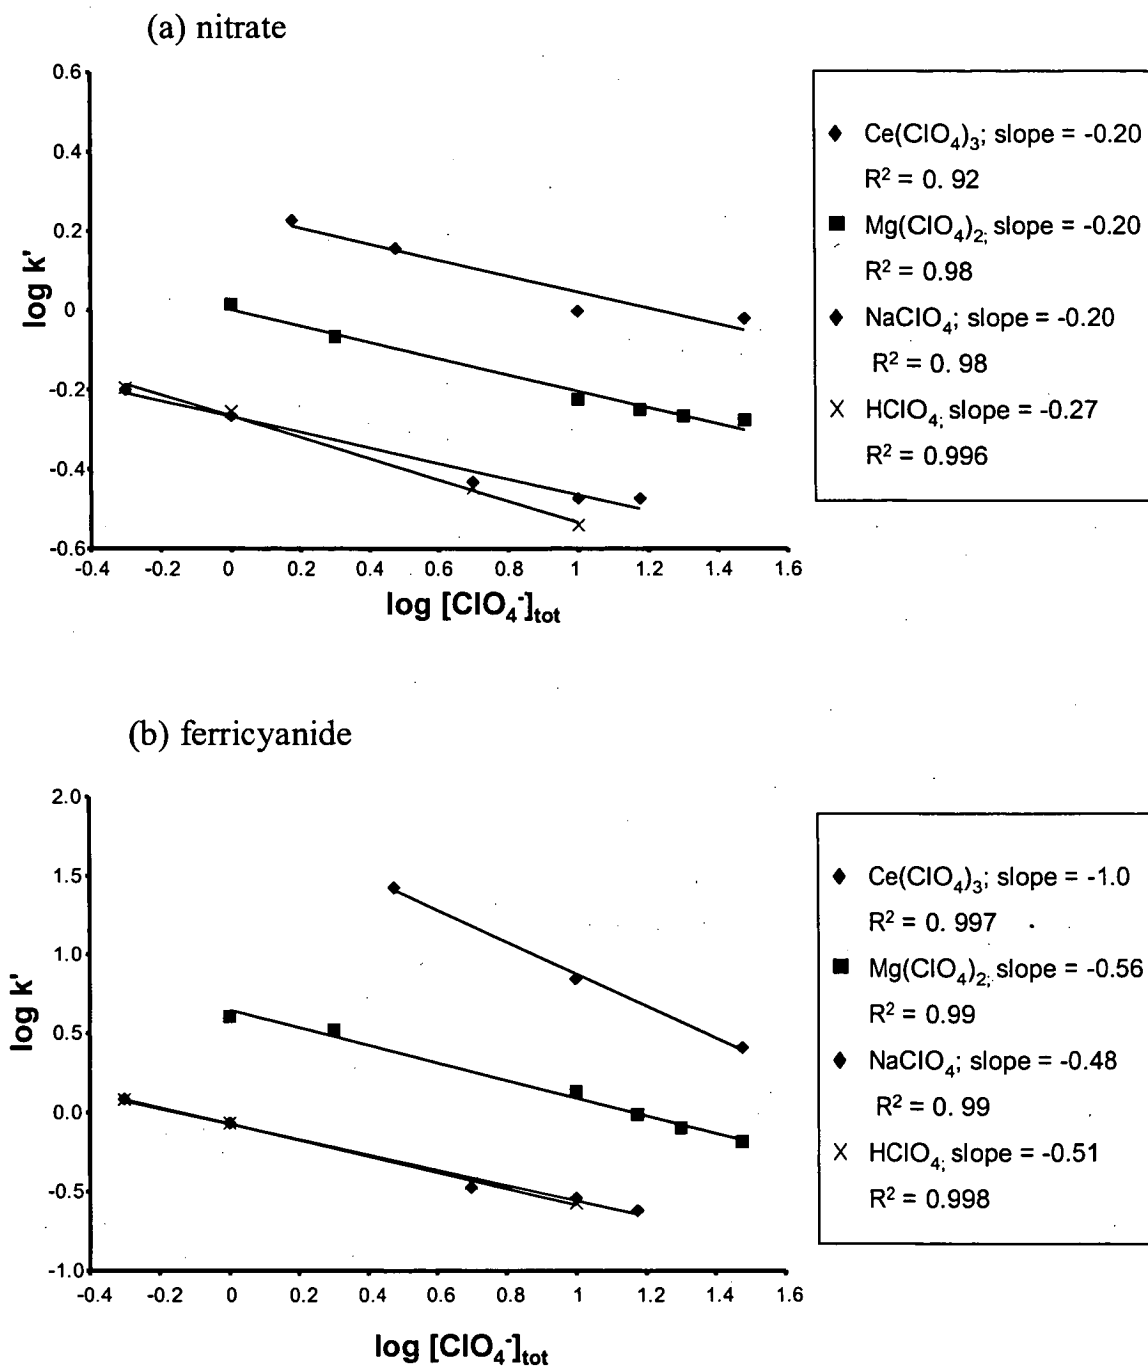 (a) nitrate
0.6
0.4
0.2
0
-0.2
-0.4
-0.6
log k'
-0.4 -0.2 0 0.2 0.4 0.6 0.8 1 1.2 1.4 1.6
log [ClO₄⁻]tot
Ce(ClO₄)₃; slope = -0.20
R² = 0. 92
Mg(ClO₄)₂; slope = -0.20
R² = 0.98
NaClO₄; slope = -0.20
R² = 0.98
HClO₄; slope = -0.27
R² = 0.996
(b) ferricyanide
2.0
1.5
1.0
0.5
0.0
-0.5
-1.0
log k'
-0.4 -0.2 0 0.2 0.4 0.6 0.8 1 1.2 1.4 1.6
log [ClO₄⁻]tot
Ce(ClO₄)₃; slope = -1.0
R² = 0. 997
Mg(ClO₄)₂; slope = -0.56
R² = 0.99
NaClO₄; slope = -0.48
R² = 0. 99
HClO₄; slope = -0.51
R² = 0.998